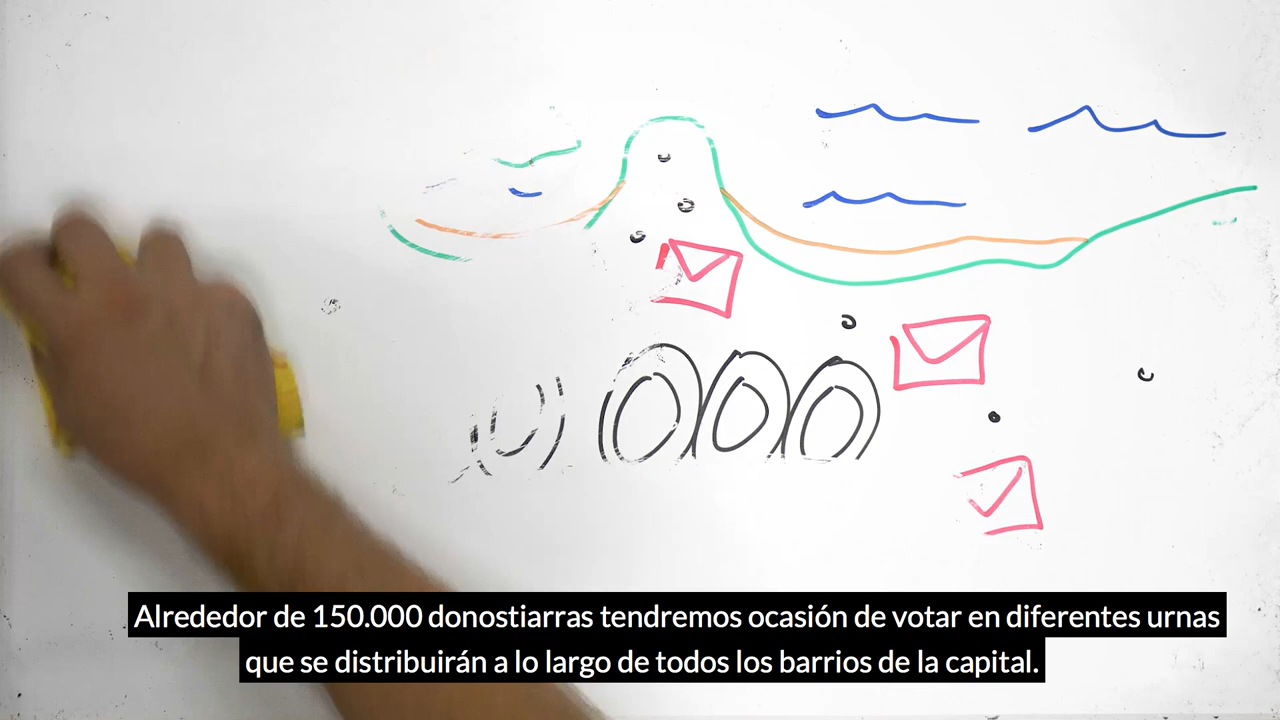 000
Alrededor de 150.000 donostiarras tendremos ocasión de votar en diferentes urnas
que se distribuirán a lo largo de todos los barrios de la capital.